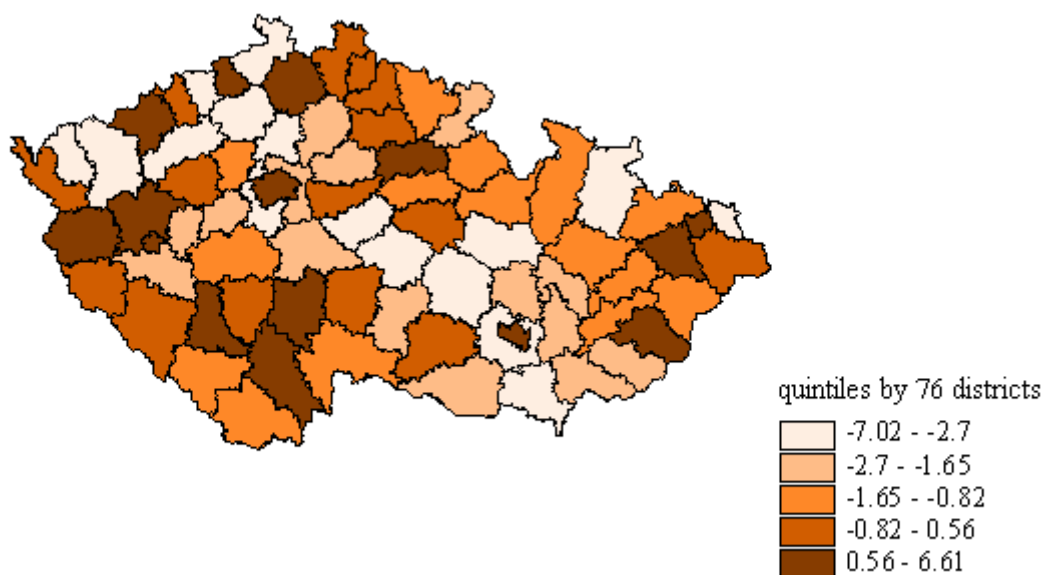 quintiles by 76 districts
-7.02 - -2.7
-2.7 - -1.65
-1.65 - -0.82
-0.82 - 0.56
0.56 - 6.61